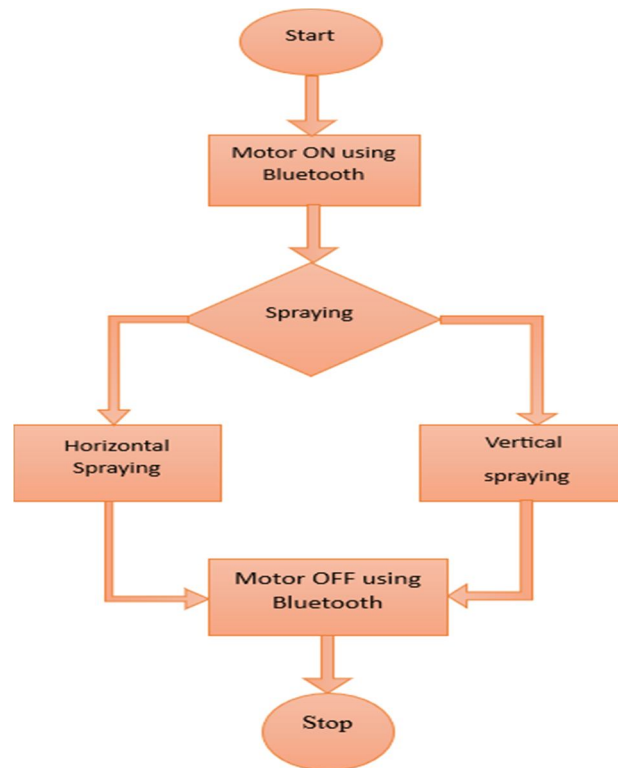 Start
Motor ON using
Bluetooth
Spraying
Horizontal
Spraying
Vertical
spraying
Motor OFF using
Bluetooth
Stop